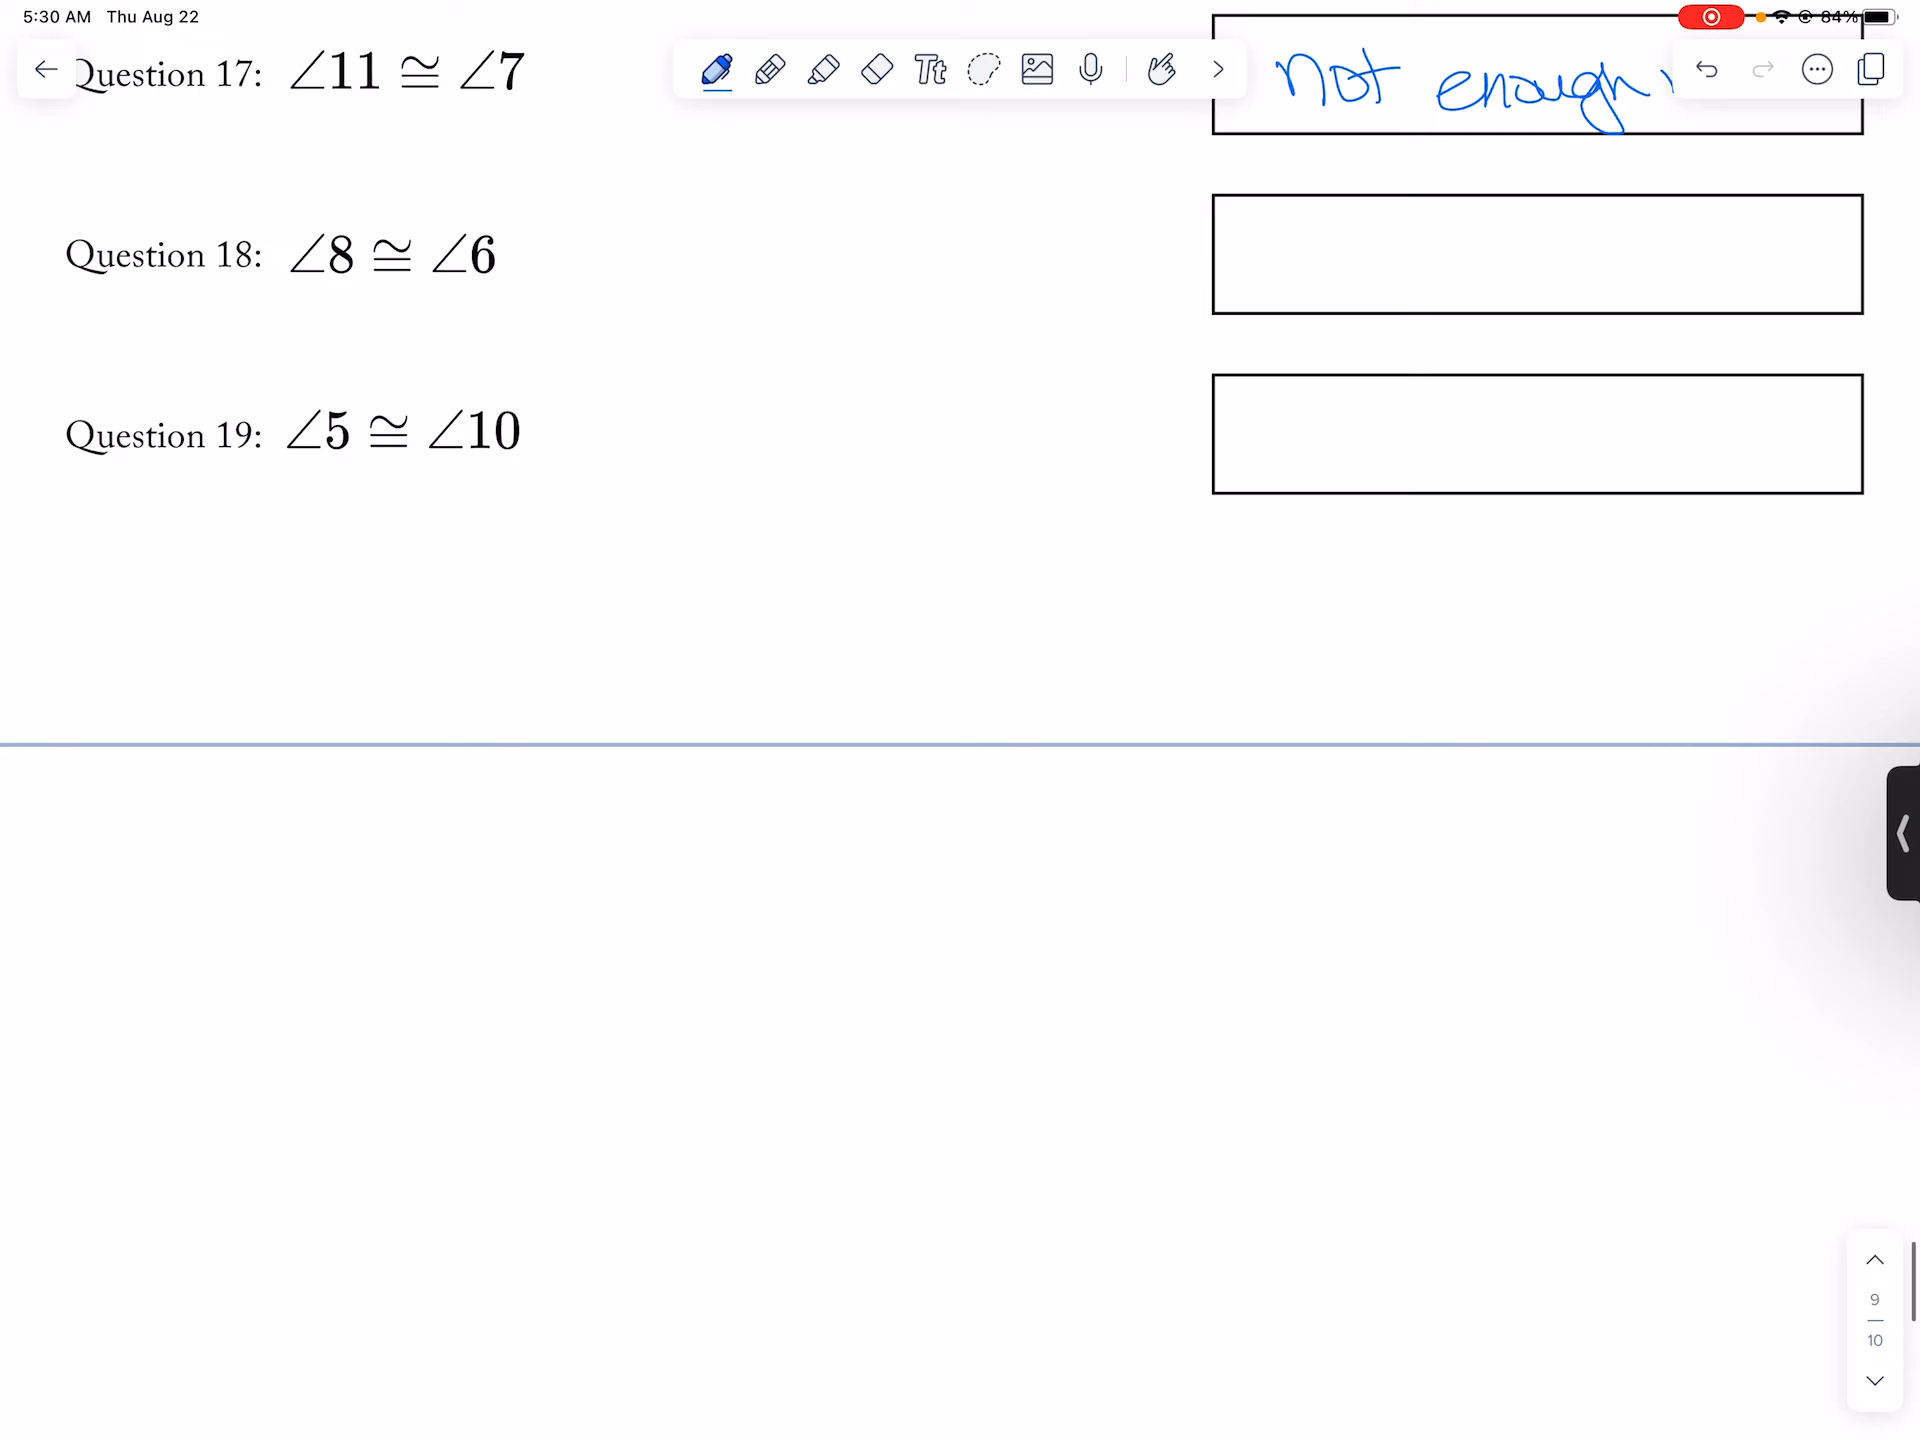 5:30 AM Thu Aug 22
84%
Question 17: ∠11 ≅ ∠7
Tt
not enough
Question 18: ∠8 ≅ ∠6
Question 19: ∠5 ≅ ∠10
9
10